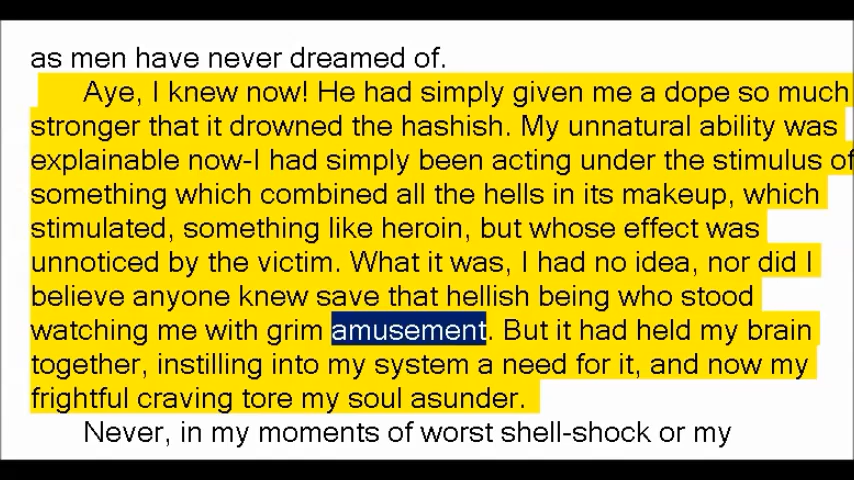 as men have never dreamed of.
Aye, I knew now! He had simply given me a dope so much
stronger that it drowned the hashish. My unnatural ability was
explainable now-I had simply been acting under the stimulus of
something which combined all the hells in its makeup, which
stimulated, something like heroin, but whose effect was
unnoticed by the victim. What it was, I had no idea, nor did I
believe anyone knew save that hellish being who stood
watching me with grim amusement. But it had held my brain
together, instilling into my system a need for it, and now my
frightful craving tore my soul asunder.
Never, in my moments of worst shell-shock or my